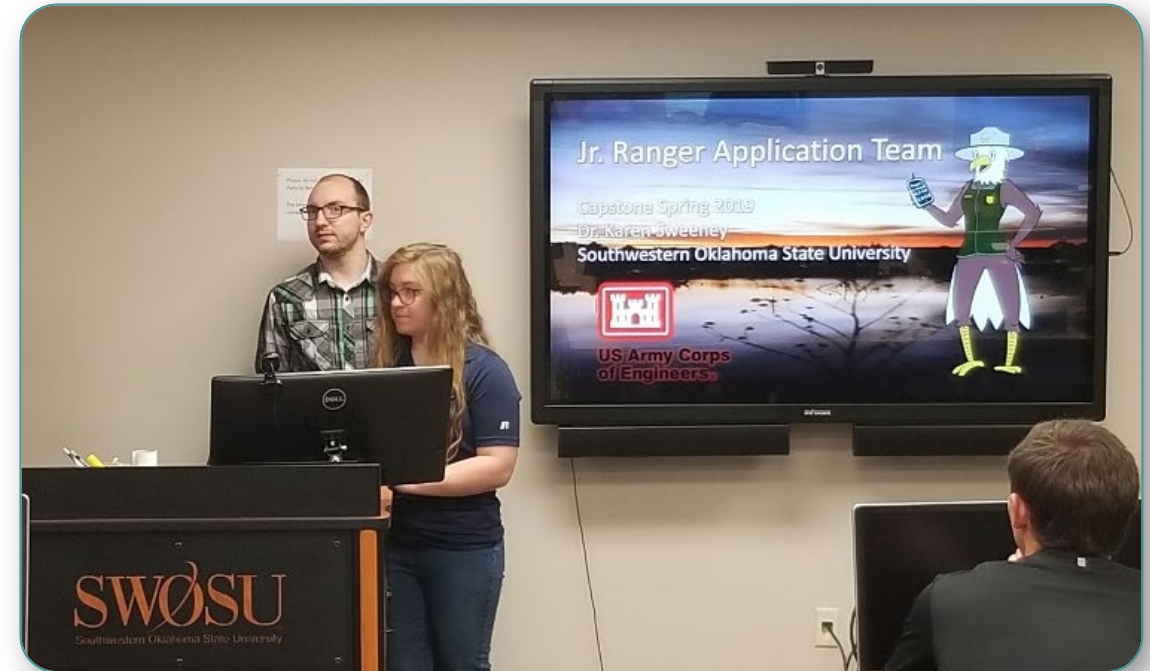 Jr. Ranger Application Team
Capstone Spring 2019
Dr. Karen Sweeney
Southwestern Oklahoma State University
US Army Corps
of Engineers
InFocus
DELL
SWOSU
Southwestern Oklahoma State University